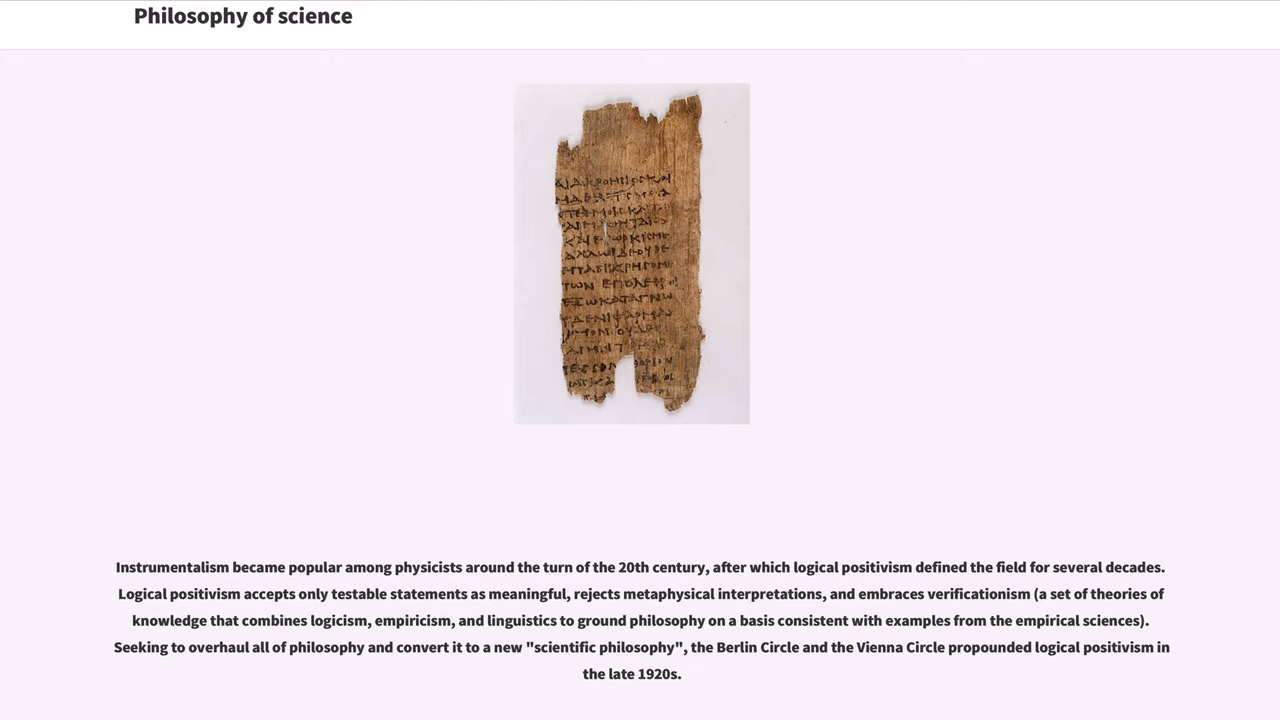 Philosophy of science
ΤΩΝ
ΕΞΩ ΚΑΤΑΓΝΩ
Instrumentalism became popular among physicists around the turn of the 20th century, after which logical positivism defined the field for several decades.
Logical positivism accepts only testable statements as meaningful, rejects metaphysical interpretations, and embraces verificationism (a set of theories of
knowledge that combines logicism, empiricism, and linguistics to ground philosophy on a basis consistent with examples from the empirical sciences).
Seeking to overhaul all of philosophy and convert it to a new "scientific philosophy", the Berlin Circle and the Vienna Circle propounded logical positivism in
the late 1920s.